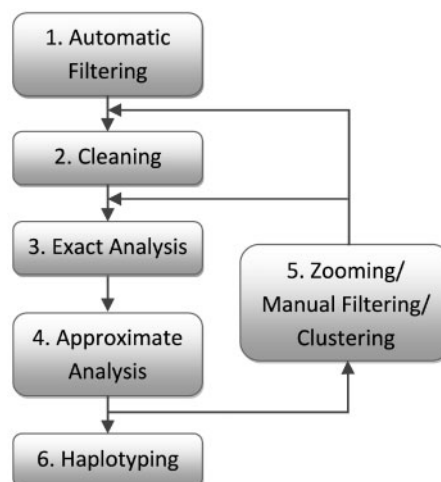 1. Automatic
Filtering
2. Cleaning
3. Exact Analysis
4. Approximate
Analysis
5. Zooming/
Manual Filtering/
Clustering
6. Haplotyping